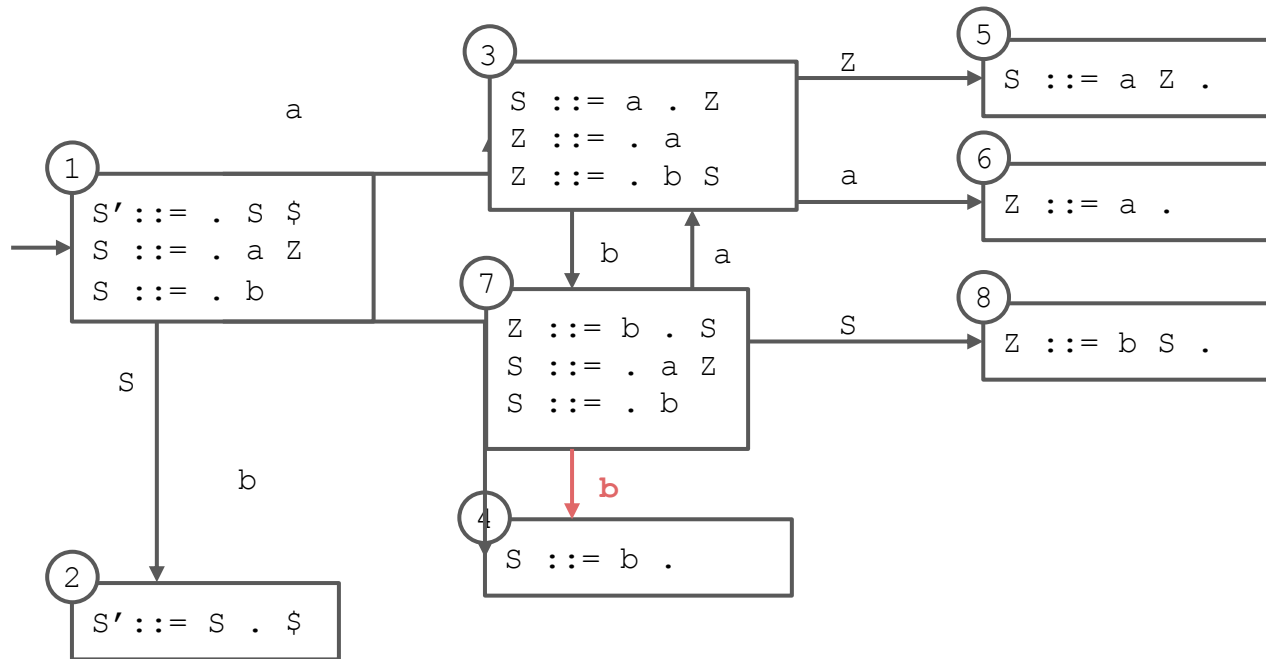 5
3
Z
S ::= a Z .
S ::= a . Z
a
Z ::= . a
6
1
Z ::= . b S
a
S'::= . S $
Z ::= a .
S ::= . a Z
b
a
7
S ::= . b
8
Z ::= b . S
S
Z ::= b S .
S ::= . a Z
S
S ::= . b
b
b
4
S ::= b .
2
S'::= S . $